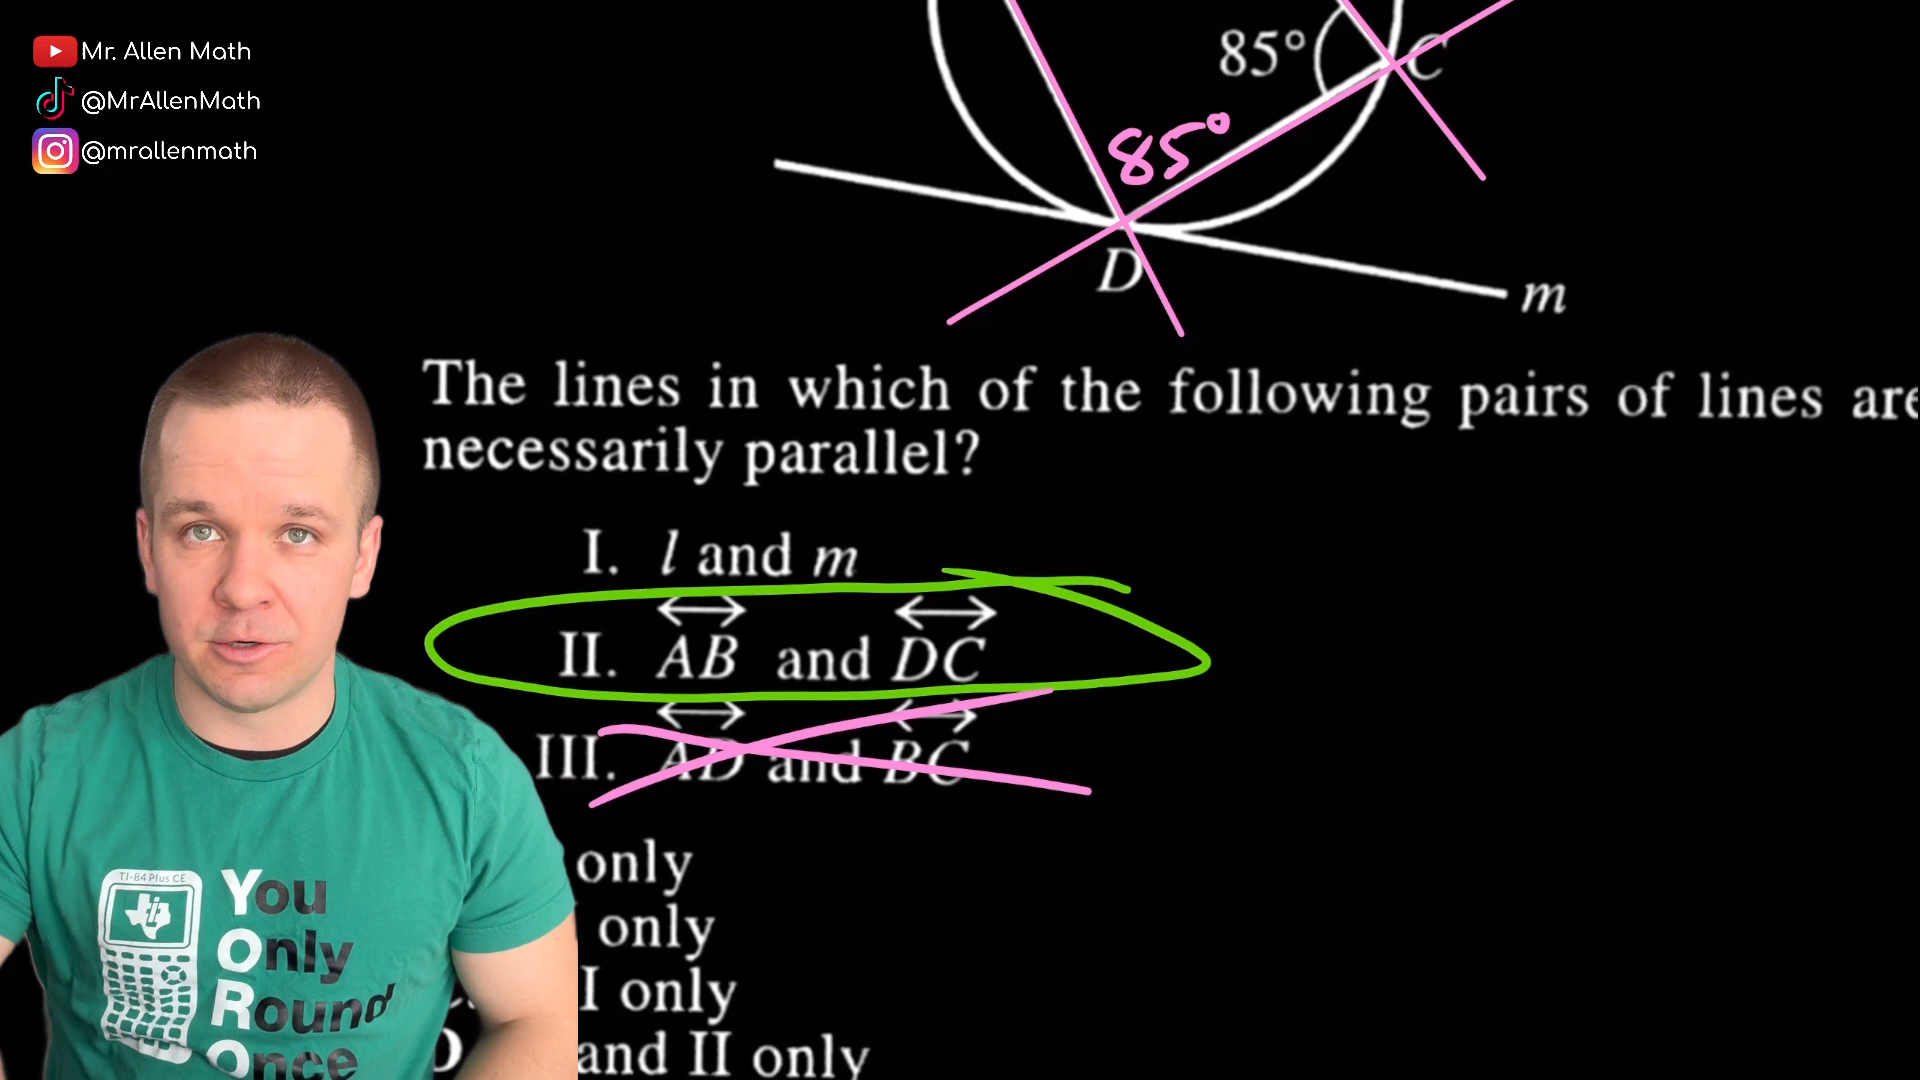 Mr. Allen Math
@MrAllenMath
@mrallenmath
85°
C
85°
D
m
The lines in which of the following pairs of lines are
necessarily parallel?
I. l and m
II. AB and DC
III. AD and BC
only
only
I only
D and II only
TI-84 Plus CE
You
Only
Round
Once